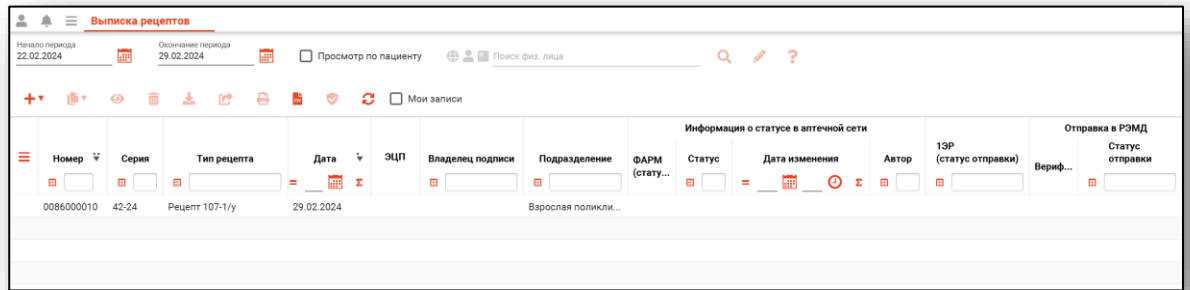 Выписка рецептов
Начало периода Окончание периода
22.02.2024 29.02.2024 Просмотр по пациенту Поиск физ. лица ?
Мои записи
Информация о статусе в аптечной сети Отправка в РЭМД
Номер Серия Тип рецепта Дата ЭЦП Владелец подписи Подразделение ФАРМ (стату... Статус Дата изменения Автор 1ЭР (статус отправки) Вериф... Статус отправки
= Σ = Σ
0086000010 42-24 Рецепт 107-1/у 29.02.2024 Взрослая поликли...